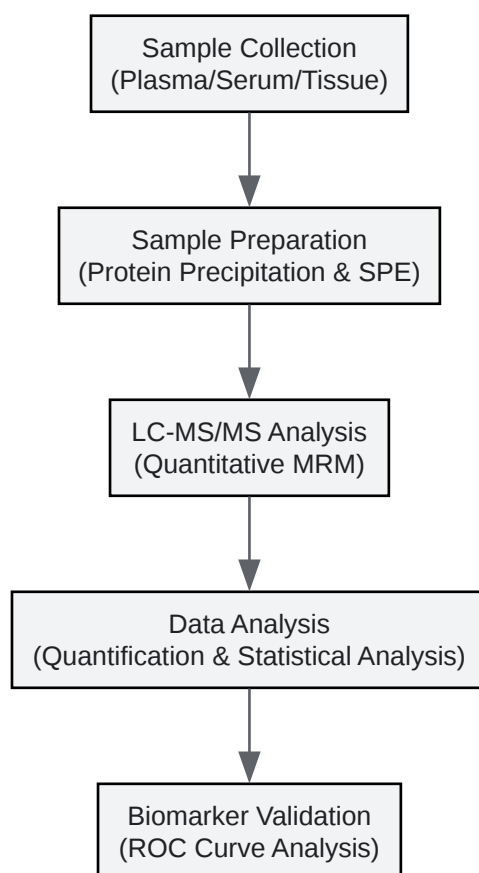 Sample Collection
(Plasma/Serum/Tissue)
Sample Preparation
(Protein Precipitation & SPE)
LC-MS/MS Analysis
(Quantitative MRM)
Data Analysis
(Quantification & Statistical Analysis)
Biomarker Validation
(ROC Curve Analysis)